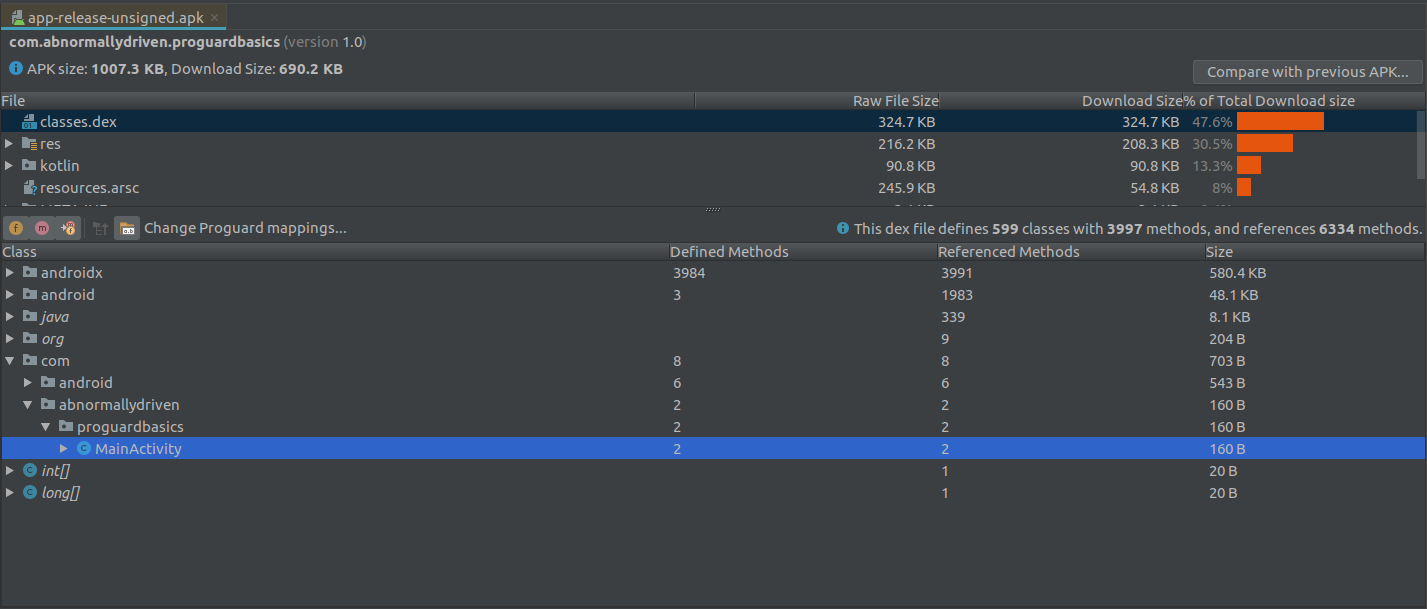 app-release-unsigned.apk ×
com.abnormallydriven.proguardbasics (version 1.0)
APK size: 1007.3 KB, Download Size: 690.2 KB
Compare with previous APK...
File Raw File Size Download Size % of Total Download size
classes.dex 324.7 KB 324.7 KB 47.6%
res 216.2 KB 208.3 KB 30.5%
kotlin 90.8 KB 90.8 KB 13.3%
resources.arsc 245.9 KB 54.8 KB 8%
Change Proguard mappings... This dex file defines 599 classes with 3997 methods, and references 6334 methods.
Class Defined Methods Referenced Methods Size
androidx 3984 3991 580.4 KB
android 3 1983 48.1 KB
java 339 8.1 KB
org 9 204 B
com 8 8 703 B
android 6 6 543 B
abnormallydriven 2 2 160 B
proguardbasics 2 2 160 B
MainActivity 2 2 160 B
int[] 1 20 B
long[] 1 20 B